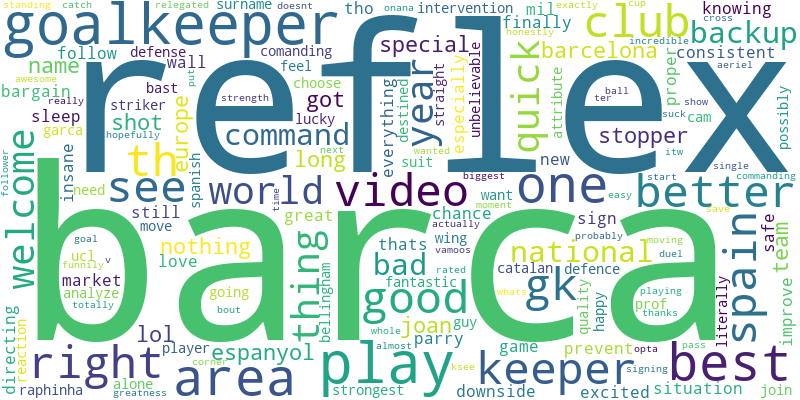 standing catch relegated surname doesnt onana intervention exactly cup knowing
goalkeeper reflex club
follow defense tho comanding finally mil honestly cross incredible backup
name wall special barcelona consistent
bargain bast feel year quick proper aeriel
striker choose unbelievable especially straight attribute
really awesome shot got everything destined
sleep put lucky command stopper ball ter show possibly
garca strength europe th long suit cam suck
insane hopefully next wanted new itw single commanding
welcome see world video one better
follower need spanish time biggest want start easy
still move great chance actually moment sign probably save
goal v nothing thats wing vamoos national catalan moving duel safe spain team
ucl funnily love thing bad rated gk defence playing
market going bellingham fantastic whats quality happy prof thanks
analyze totally bout good joan guy literally improve
directing reaction lol player espanyol whole parry game prevent opta pass
right area play almost keeper best
raphinha alone corner strongest ksee signing
greatness downside excited situation join
barca